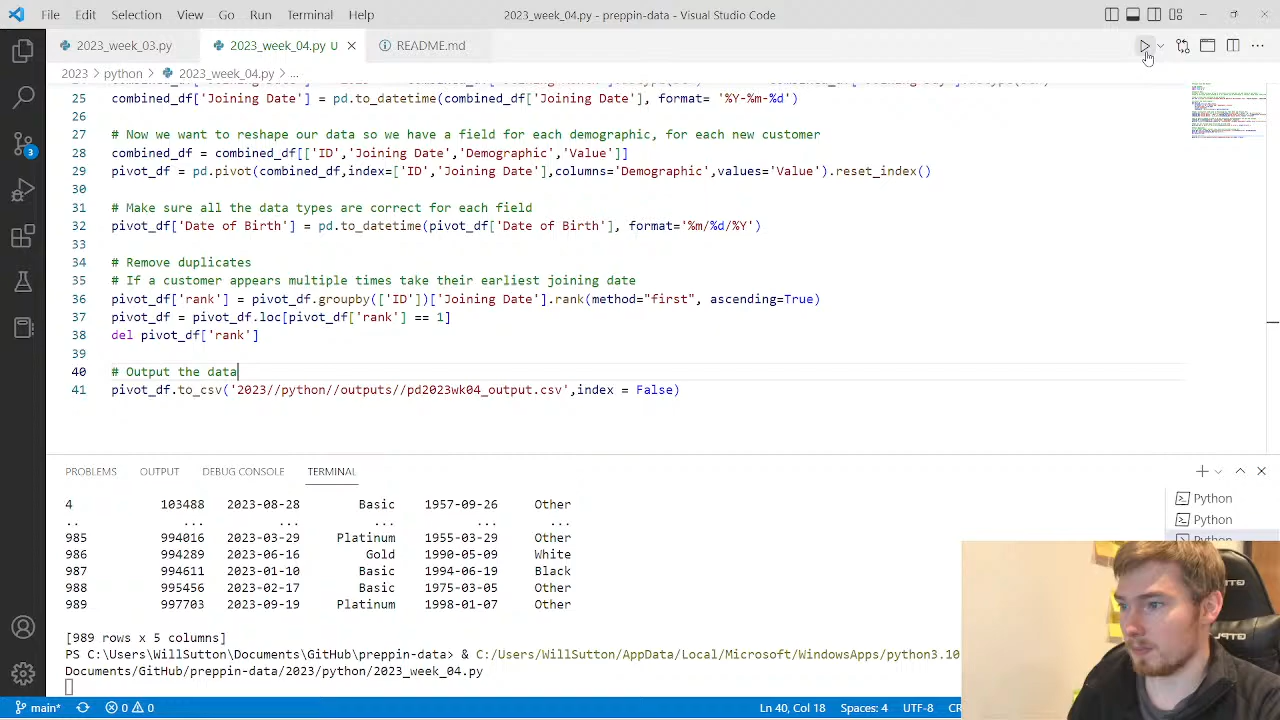 File Edit Selection View Go Run Terminal Help 2023_week_04.py - preppin-data - Visual Studio Code
2023_week_03.py 2023_week_04.py U README.md
2023 > python > 2023_week_04.py > ...
25 combined_df['Joining Date'] = pd.to_datetime(combined_df['Joining Date'], format= '%Y-%m-%d')
26
27 # Now we want to reshape our data so we have a field for each demographic, for each new customer
28 combined_df = combined_df[['ID','Joining Date','Demographic','Value']]
29 pivot_df = pd.pivot(combined_df,index=['ID','Joining Date'],columns='Demographic',values='Value').reset_index()
30
31 # Make sure all the data types are correct for each field
32 pivot_df['Date of Birth'] = pd.to_datetime(pivot_df['Date of Birth'], format='%m/%d/%Y')
33
34 # Remove duplicates
35 # If a customer appears multiple times take their earliest joining date
36 pivot_df['rank'] = pivot_df.groupby(['ID'])['Joining Date'].rank(method="first", ascending=True)
37 pivot_df = pivot_df.loc[pivot_df['rank'] == 1]
38 del pivot_df['rank']
39
40 # Output the data
41 pivot_df.to_csv('2023//python//outputs//pd2023wk04_output.csv',index = False)
PROBLEMS OUTPUT DEBUG CONSOLE TERMINAL
4 103488 2023-08-28 Basic 1957-09-26 Other
.. ... ... ... ... ...
985 994016 2023-03-29 Platinum 1955-03-29 Other
986 994289 2023-06-16 Gold 1990-05-09 White
987 994611 2023-01-10 Basic 1994-06-19 Black
988 995456 2023-02-17 Basic 1975-03-05 Other
989 997703 2023-09-19 Platinum 1998-01-07 Other
[989 rows x 5 columns]
PS C:\Users\WillSutton\Documents\GitHub\preppin-data> & C:/Users/WillSutton/AppData/Local/Microsoft/WindowsApps/python3.10
Documents/GitHub/preppin-data/2023/python/2023_week_04.py
Python
Python
Python
3
main* 0 0 Ln 40, Col 18 Spaces: 4 UTF-8 CR